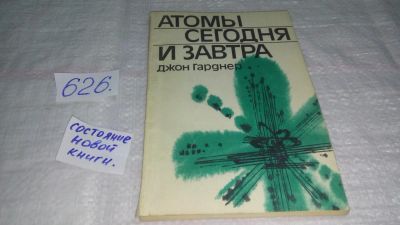 АТОМЫ
СЕГОДНЯ
И ЗАВТРА
ДЖОН ГАРДНЕР
626.
СОСТОЯНИЕ
НОВОЙ
КНИГИ.